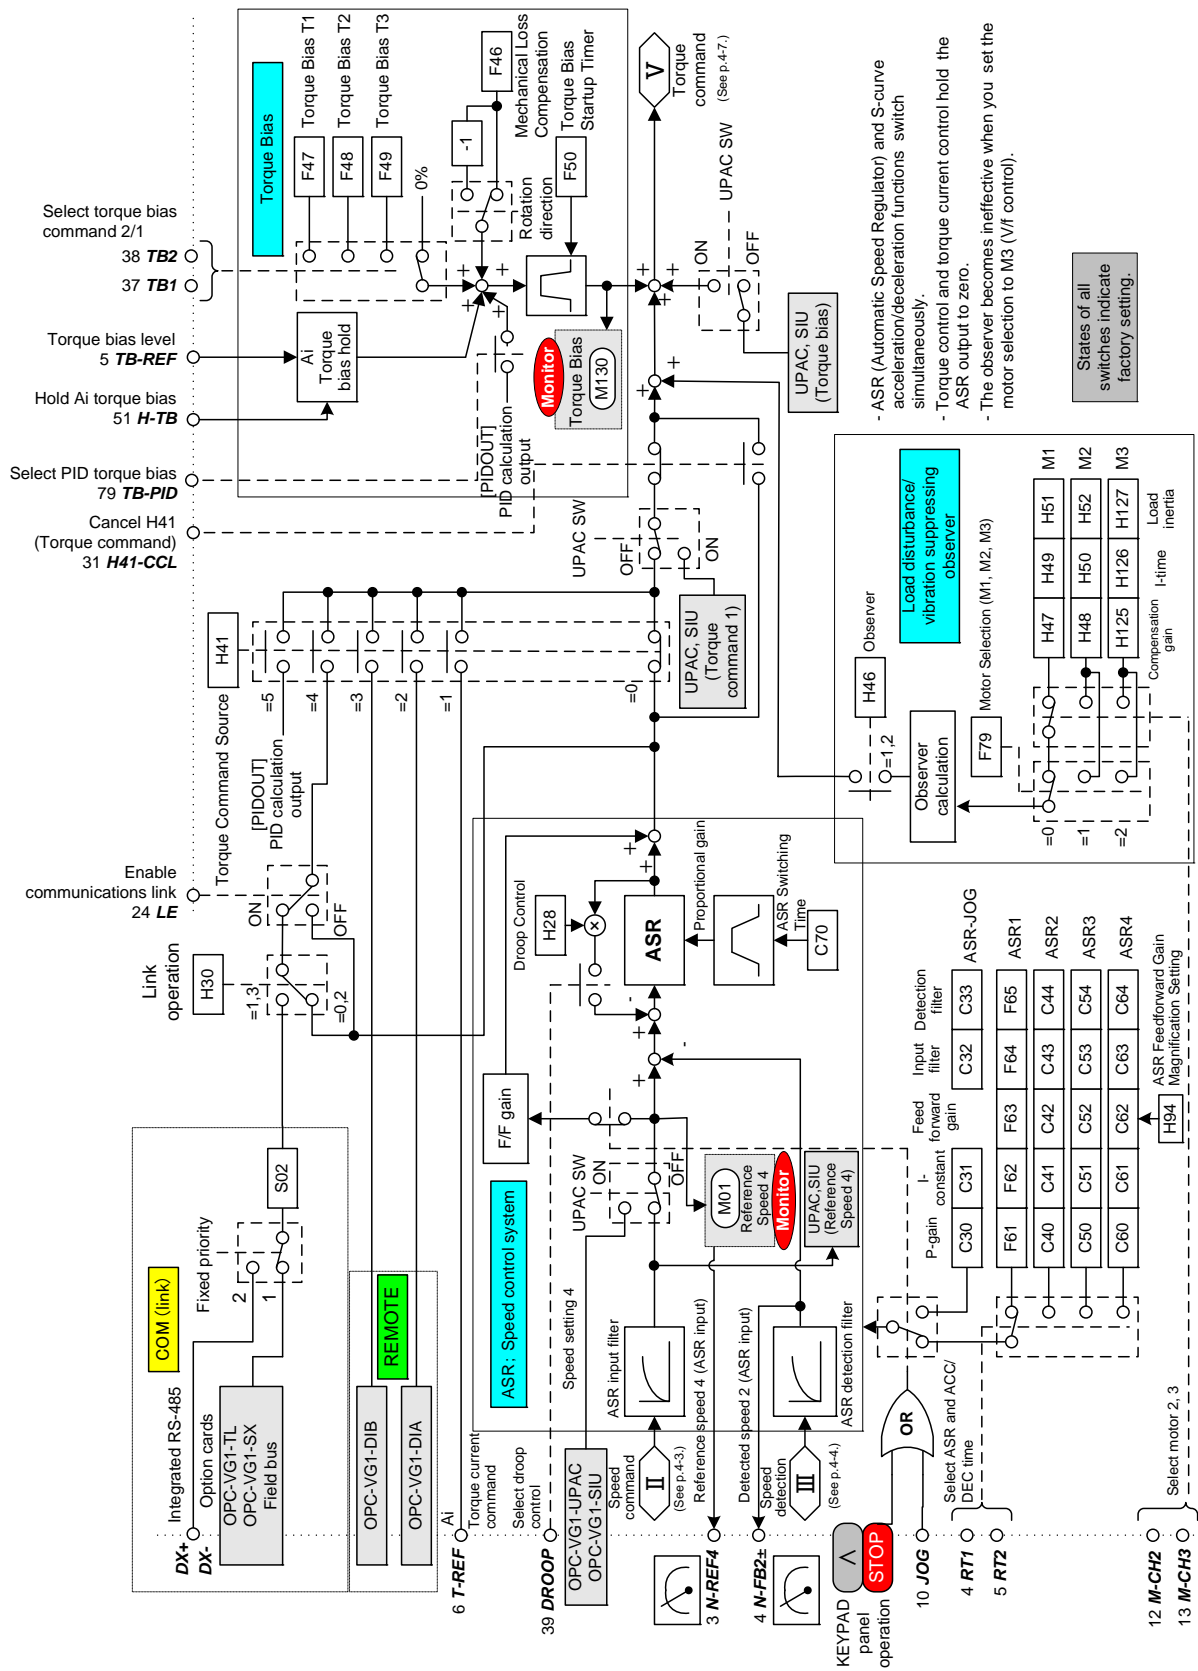 Select torque bias
command 2/1
38 TB2
37 TB1
Torque bias level
5 TB-REF
Hold Ai torque bias
51 H-TB
Select PID torque bias
79 TB-PID
Cancel H41
(Torque command)
31 H41-CCL
Enable
communications link
24 LE
Torque Bias
F47
Torque Bias T1
F48
Torque Bias T2
F49
Torque Bias T3
0%
Ai
Torque
bias hold
-1
F46
Mechanical Loss
Compensation
Rotation
direction
F50
Torque Bias
Startup Timer
[PIDOUT]
PID calculation
output
Monitor
Torque Bias
M130
+
+
+
+
V
Torque
command
(See p.4-7.)
+
+
+
+
+
UPAC SW
ON
OFF
UPAC, SIU
(Torque bias)
- ASR (Automatic Speed Regulator) and S-curve
acceleration/deceleration functions switch
simultaneously.
- Torque control and torque current control hold the
ASR output to zero.
- The observer becomes ineffective when you set the
motor selection to M3 (V/f control).
States of all
switches indicate
factory setting.
UPAC SW
OFF
ON
UPAC, SIU
(Torque
command 1)
Torque Command Source
H41
=5
=4
=3
=2
=1
=0
[PIDOUT]
PID calculation
output
ON
OFF
Link
operation
H30
=1,3
=0,2
Load disturbance/
vibration suppressing
observer
H46
Observer
=1,2
Observer
calculation
F79
Motor Selection (M1, M2, M3)
=0
=1
=2
H47
H49
H51
M1
H48
H50
H52
M2
H125
H126
H127
M3
Compensation
gain
I-time
Load
inertia
COM (link)
Integrated RS-485
DX+
DX-
Option cards
OPC-VG1-TL
OPC-VG1-SX
Field bus
Fixed priority
2
1
S02
REMOTE
OPC-VG1-DIB
OPC-VG1-DIA
Ai
6 T-REF
Torque current
command
39 DROOP
Select droop
control
ASR: Speed control system
OPC-VG1-UPAC
OPC-VG1-SIU
Speed setting 4
UPAC SW
ON
OFF
F/F gain
Droop Control
H28
×
ASR
+
+
+
-
+
-
Proportional gain
ASR Switching
Time
C70
Speed
command
II
(See p.4-3.)
ASR input filter
3 N-REF4
Reference speed 4 (ASR input)
M01
Reference
Speed 4
Monitor
UPAC,SIU
(Reference
Speed 4)
4 N-FB2±
Detected speed 2 (ASR input)
Speed
detection
III
(See p.4-4.)
ASR detection filter
KEYPAD
panel
operation
∧
STOP
10 JOG
OR
4 RT1
5 RT2
Select ASR and ACC/
DEC time
12 M-CH2
13 M-CH3
Select motor 2, 3
P-gain
I-
constant
Feed
forward
gain
Input
filter
Detection
filter
C30
C31
C32
C33
ASR-JOG
F61
F62
F63
F64
F65
ASR1
C40
C41
C42
C43
C44
ASR2
C50
C51
C52
C53
C54
ASR3
C60
C61
C62
C63
C64
ASR4
H94
ASR Feedforward Gain
Magnification Setting